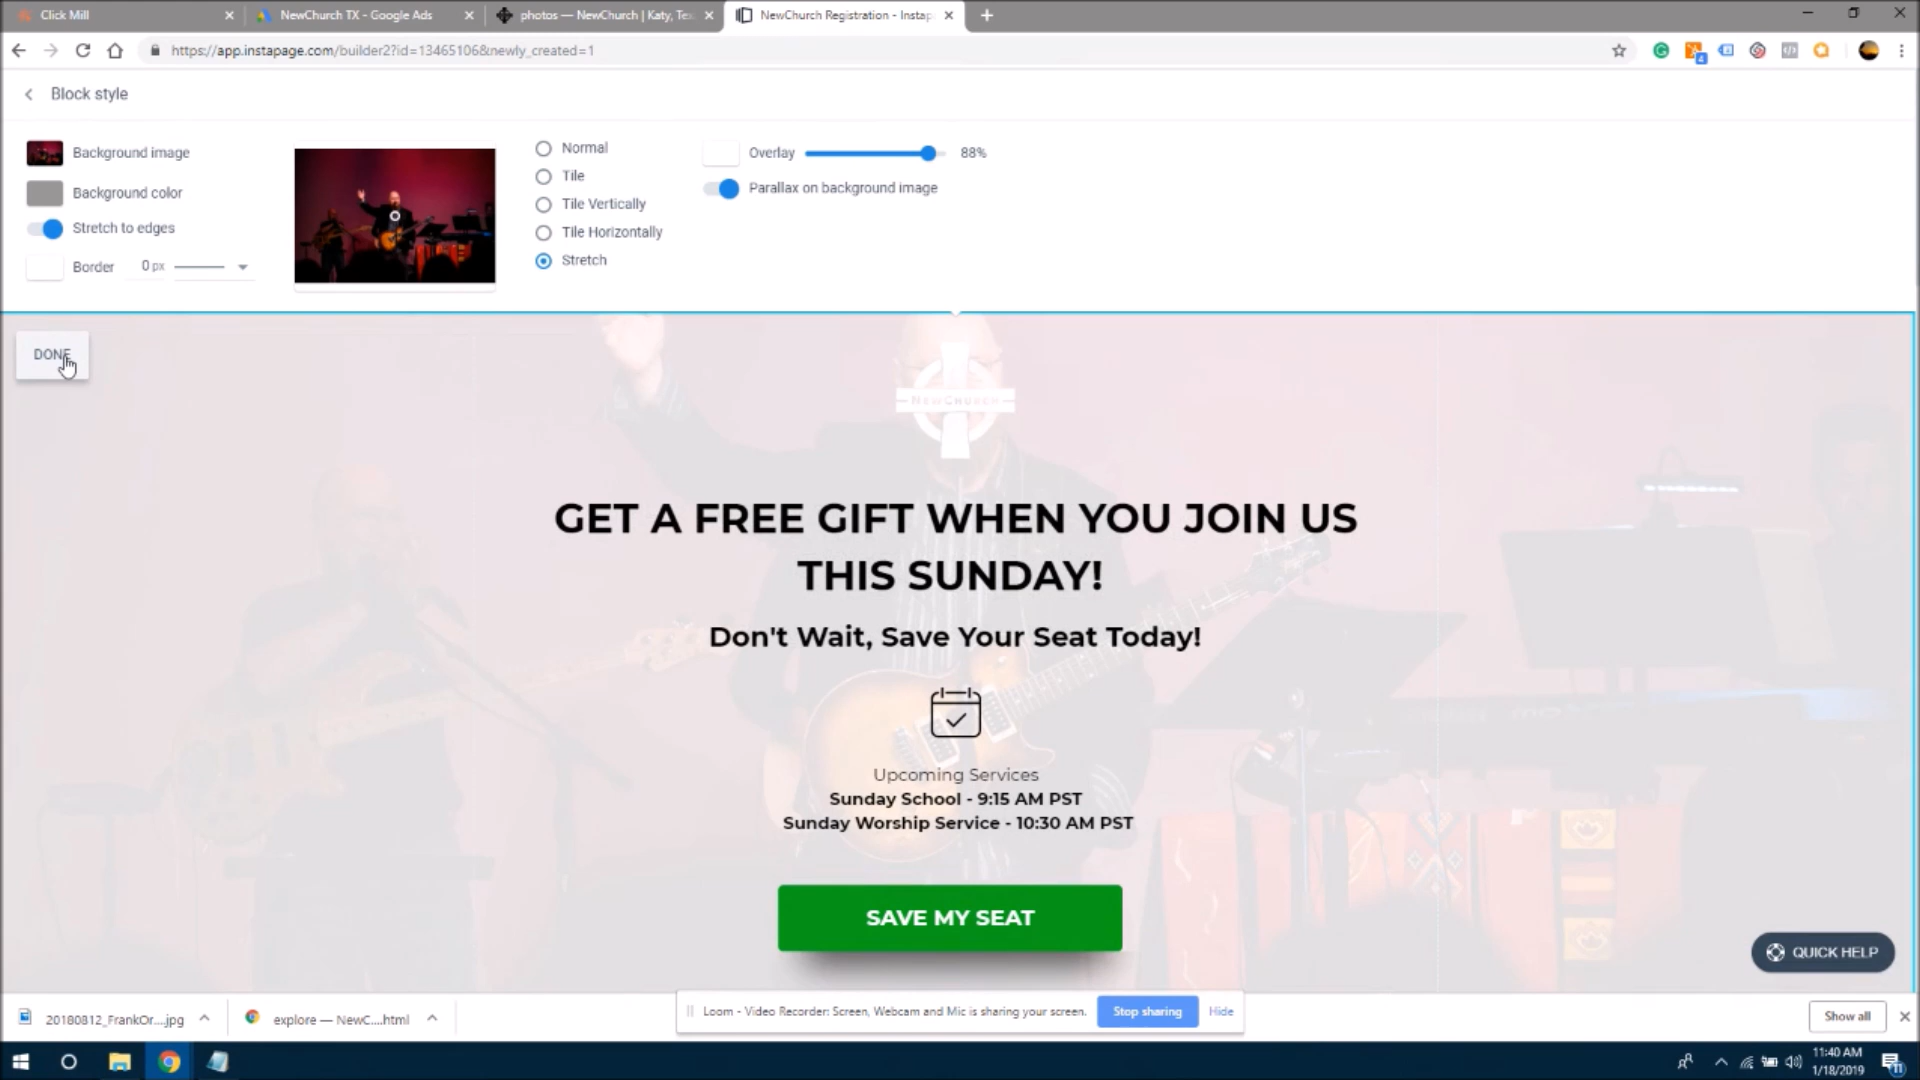 Click Mill
NewChurch TX - Google Ads
photos — NewChurch | Katy, Tex
NewChurch Registration - Instap
https://app.instapage.com/builder2?id=13465106&newly_created=1
4
Block style
Background image
Background color
Stretch to edges
Border
0 px
Normal
Tile
Tile Vertically
Tile Horizontally
Stretch
Overlay
88%
Parallax on background image
DONE
NEWCHURCH
GET A FREE GIFT WHEN YOU JOIN US
THIS SUNDAY!
Don't Wait, Save Your Seat Today!
Upcoming Services
Sunday School - 9:15 AM PST
Sunday Worship Service - 10:30 AM PST
SAVE MY SEAT
QUICK HELP
20180812_FrankOr....jpg
explore — NewC....html
Loom - Video Recorder: Screen, Webcam and Mic is sharing your screen.
Stop sharing
Hide
Show all
11:40 AM
1/18/2019
11